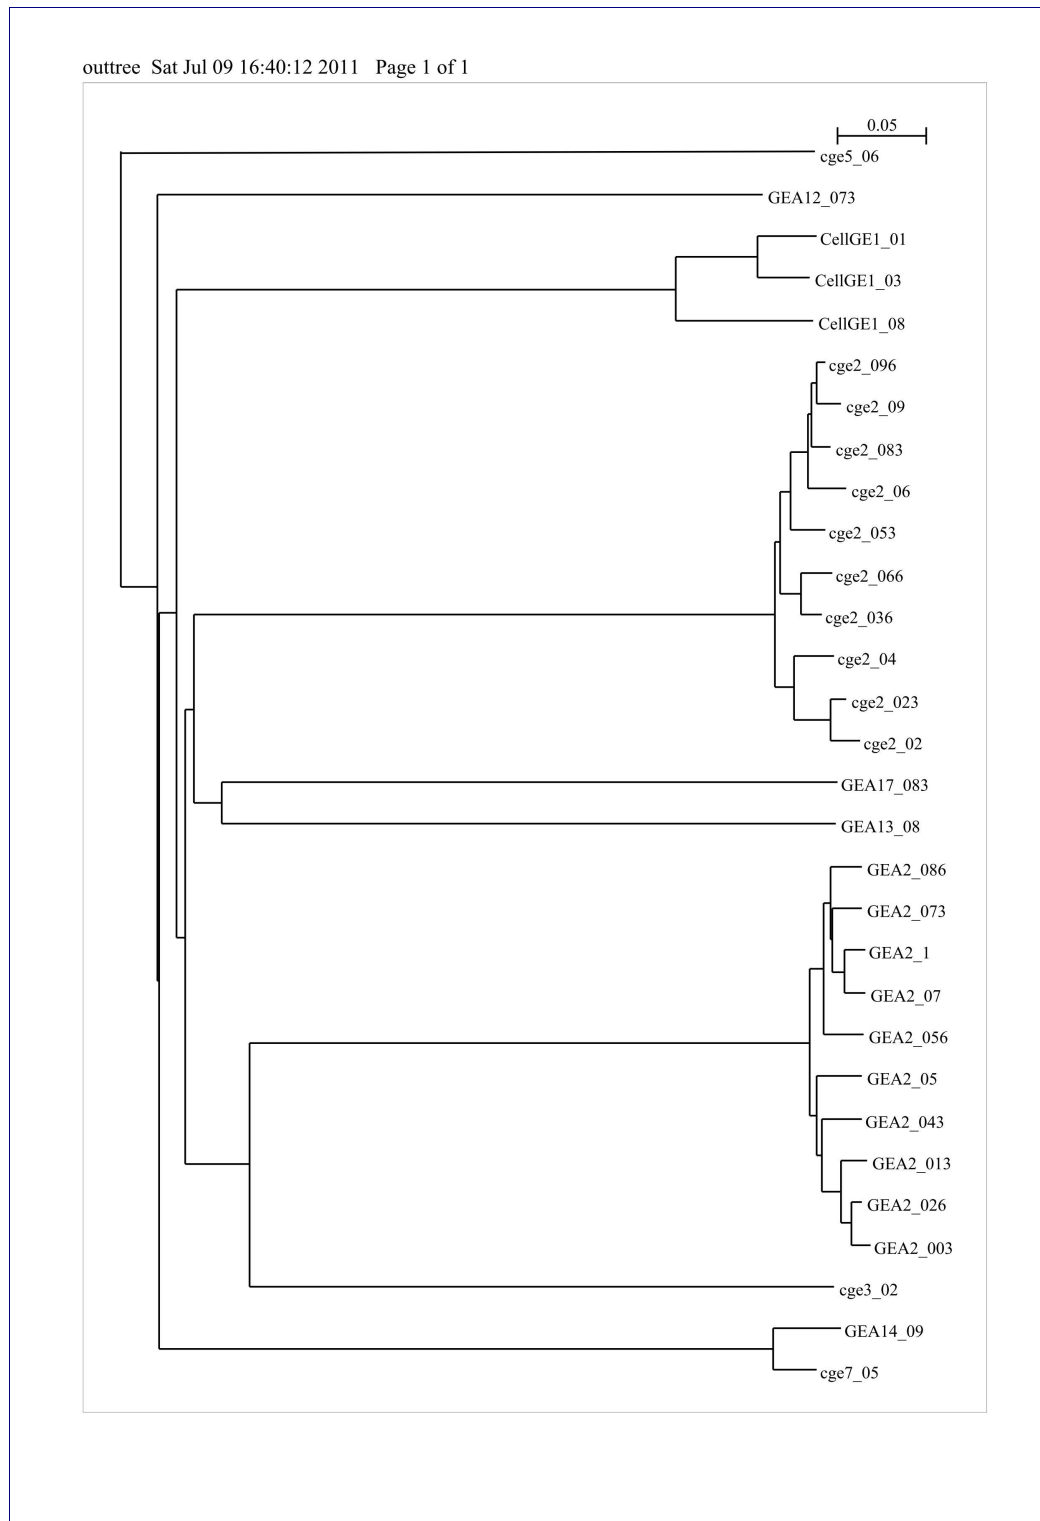 outtree Sat Jul 09 16:40:12 2011 Page 1 of 1
0.05
cge5_06
GEA12_073
CellGE1_01
CellGE1_03
CellGE1_08
cge2_096
cge2_09
cge2_083
cge2_06
cge2_053
cge2_066
cge2_036
cge2_04
cge2_023
cge2_02
GEA17_083
GEA13_08
GEA2_086
GEA2_073
GEA2_1
GEA2_07
GEA2_056
GEA2_05
GEA2_043
GEA2_013
GEA2_026
GEA2_003
cge3_02
GEA14_09
cge7_05